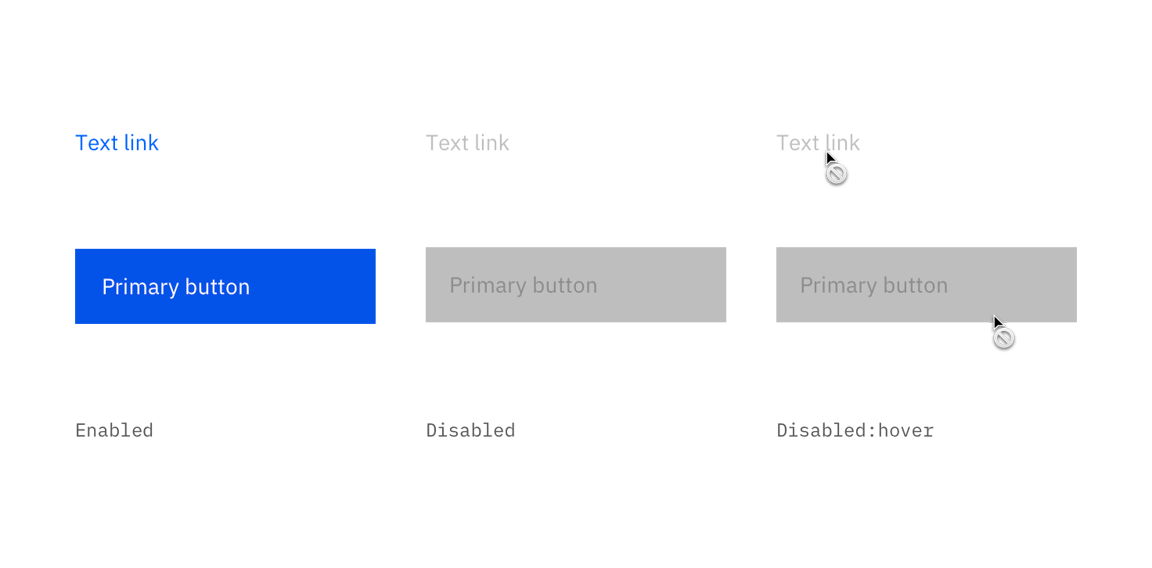 Text link
Text link
Text link
Primary button
Primary button
Primary button
Enabled
Disabled
Disabled:hover